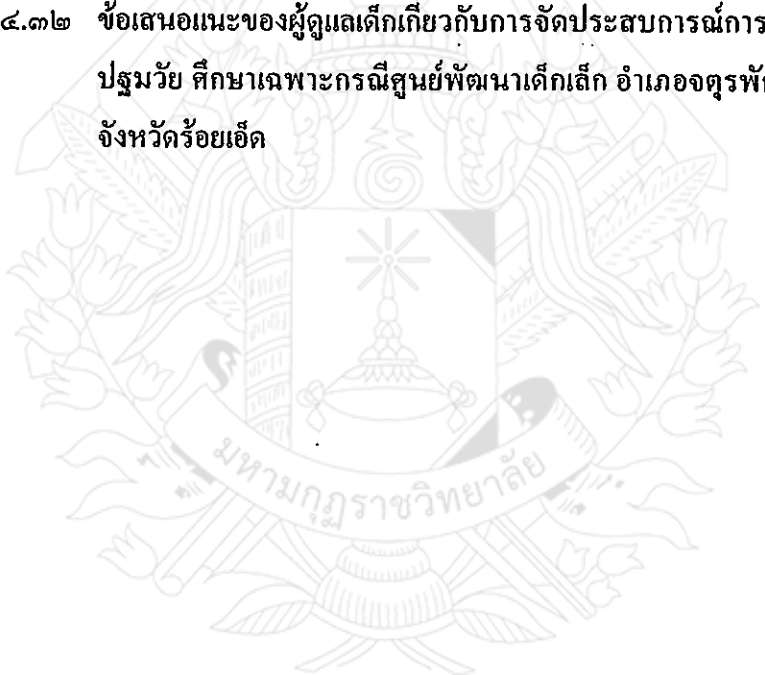 ๔.๓๒ ข้อเสนอแนะของผู้ดูแลเด็กเกี่ยวกับการจัดประสบการณ์การ
ปฐมวัย ศึกษาเฉพาะกรณีศูนย์พัฒนาเด็กเล็ก อำเภอจตุรพัก
จังหวัดร้อยเอ็ด
มหามกุฏราชวิทยาลัย